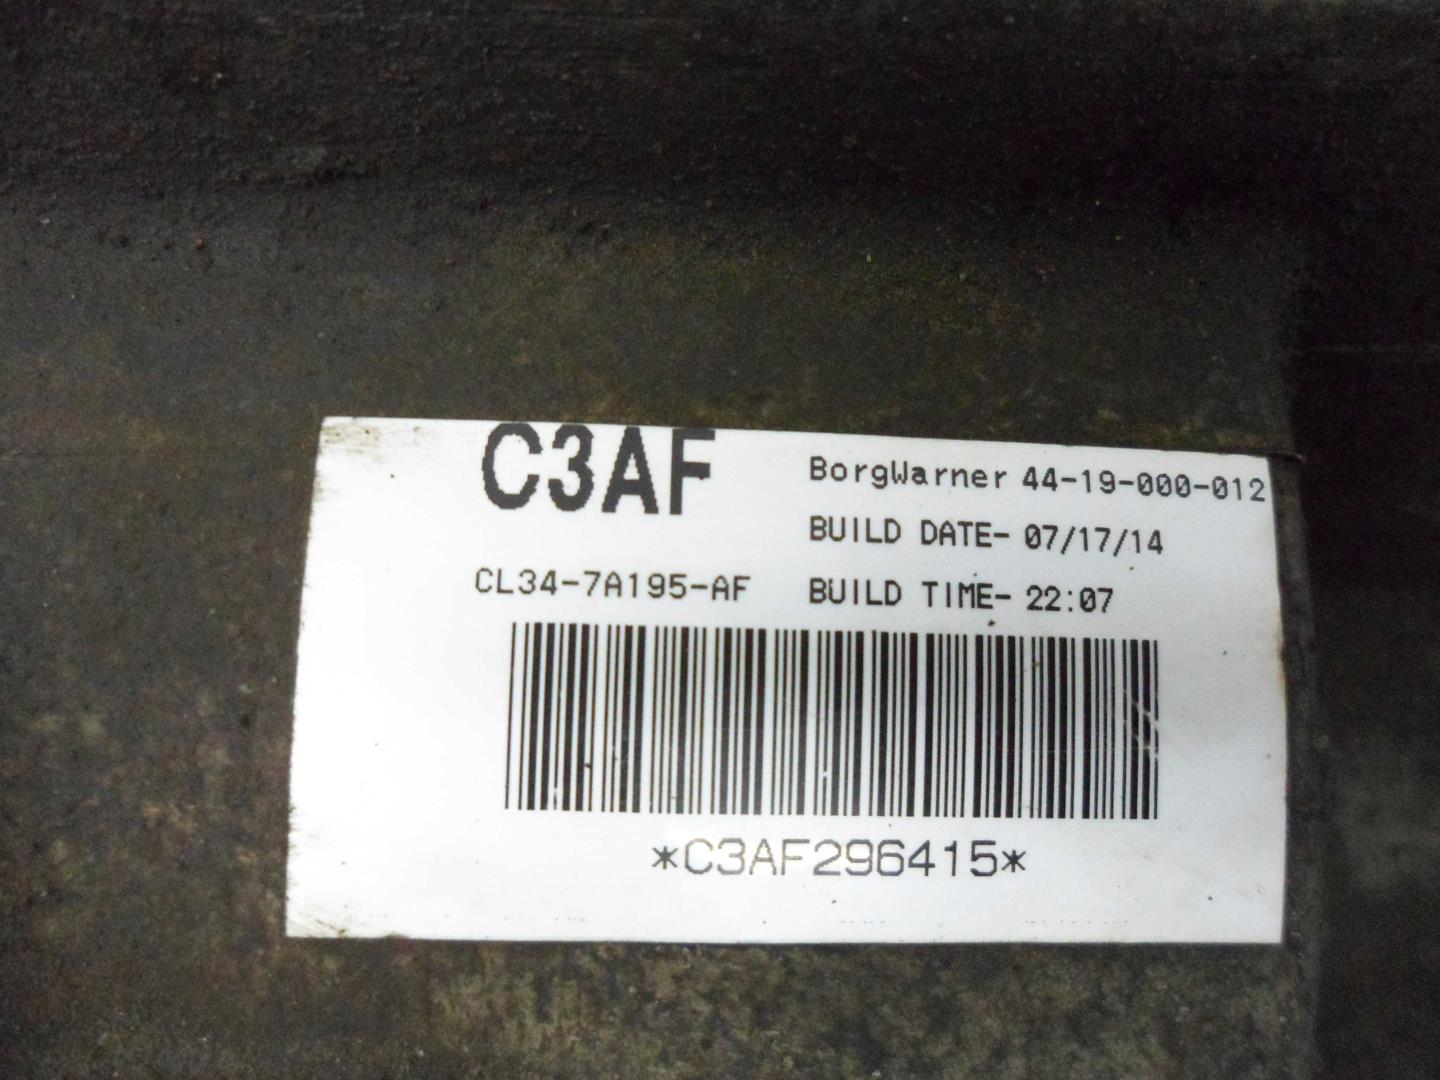 C3AF
BorgWarner 44-19-000-012
BUILD DATE- 07/17/14
CL34-7A195-AF
BUILD TIME- 22:07
*C3AF296415*